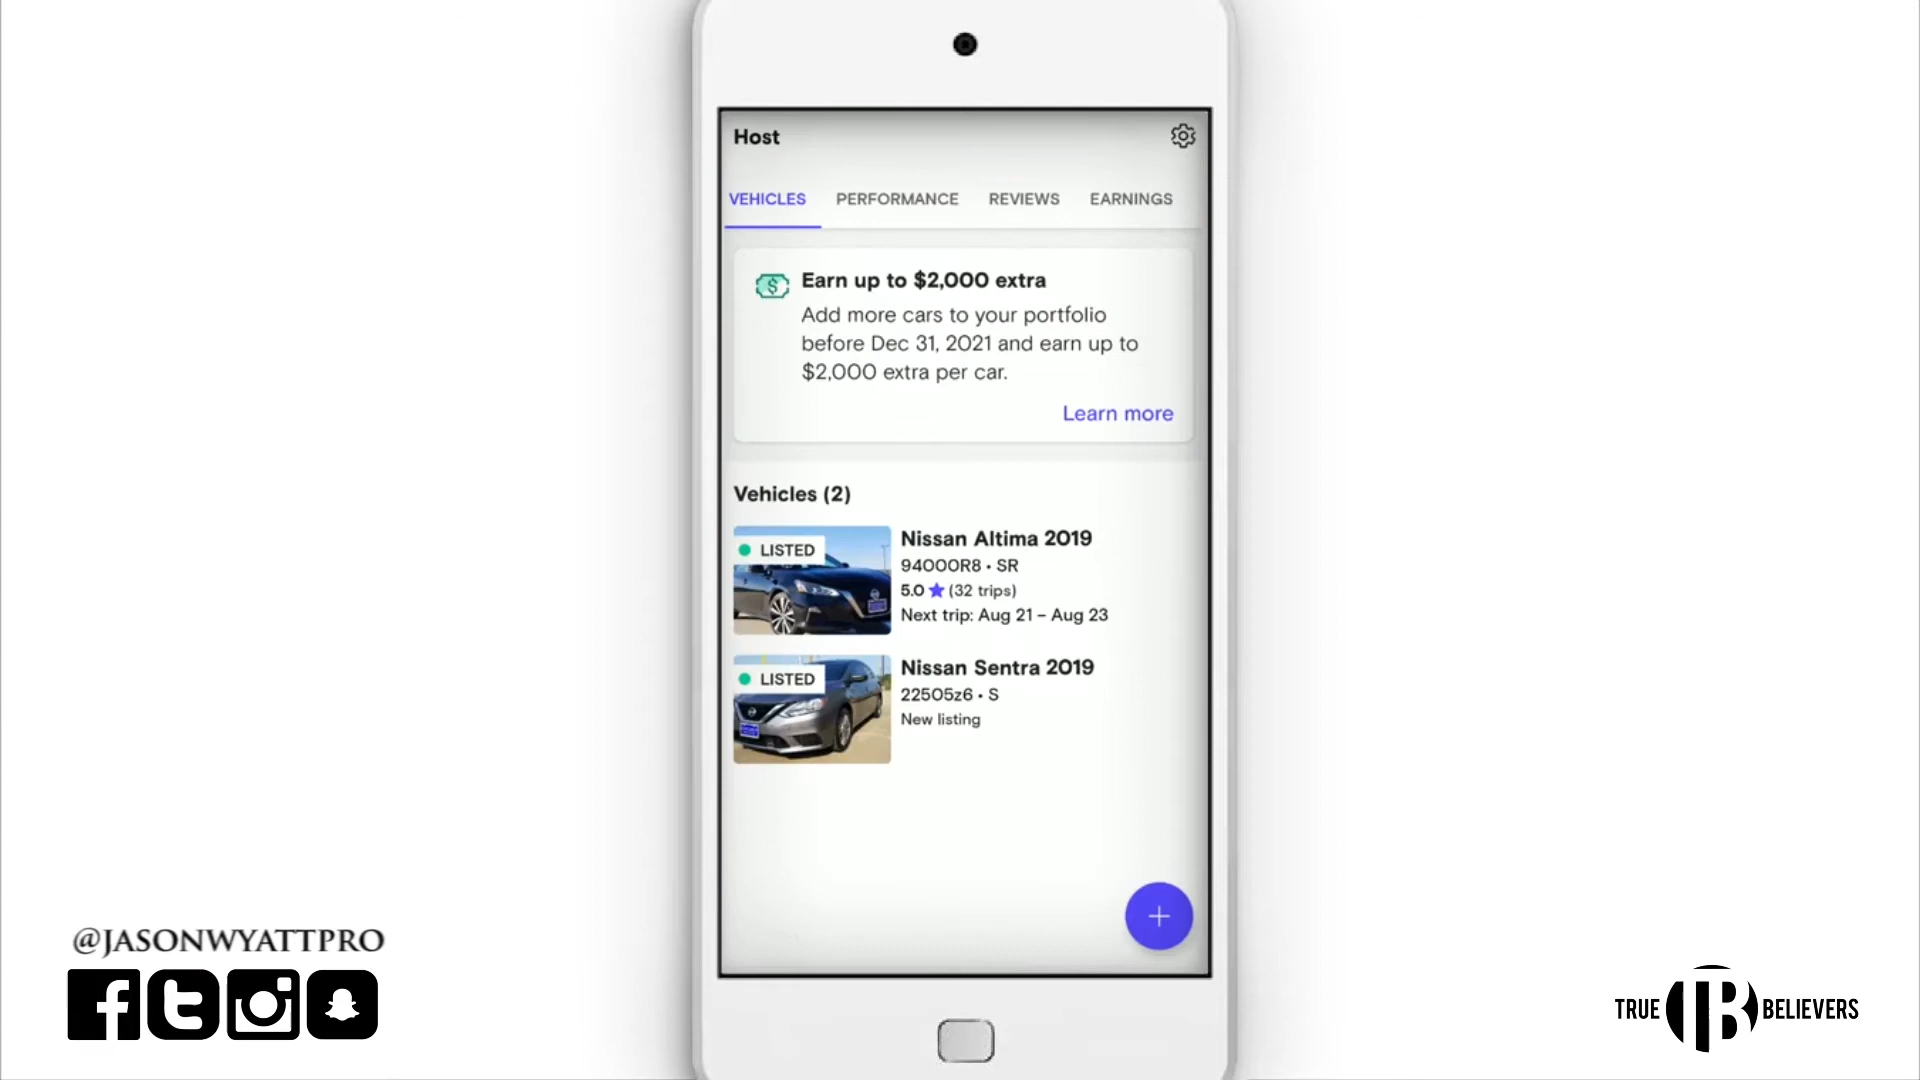 Host
VEHICLES PERFORMANCE REVIEWS EARNINGS
Earn up to $2,000 extra
Add more cars to your portfolio
before Dec 31, 2021 and earn up to
$2,000 extra per car.
Learn more
Vehicles (2)
LISTED
Nissan Altima 2019
94000R8 • SR
5.0 ★ (32 trips)
Next trip: Aug 21 – Aug 23
LISTED
Nissan Sentra 2019
22505z6 • S
New listing
@JASONWYATTPRO
TRUE TB BELIEVERS